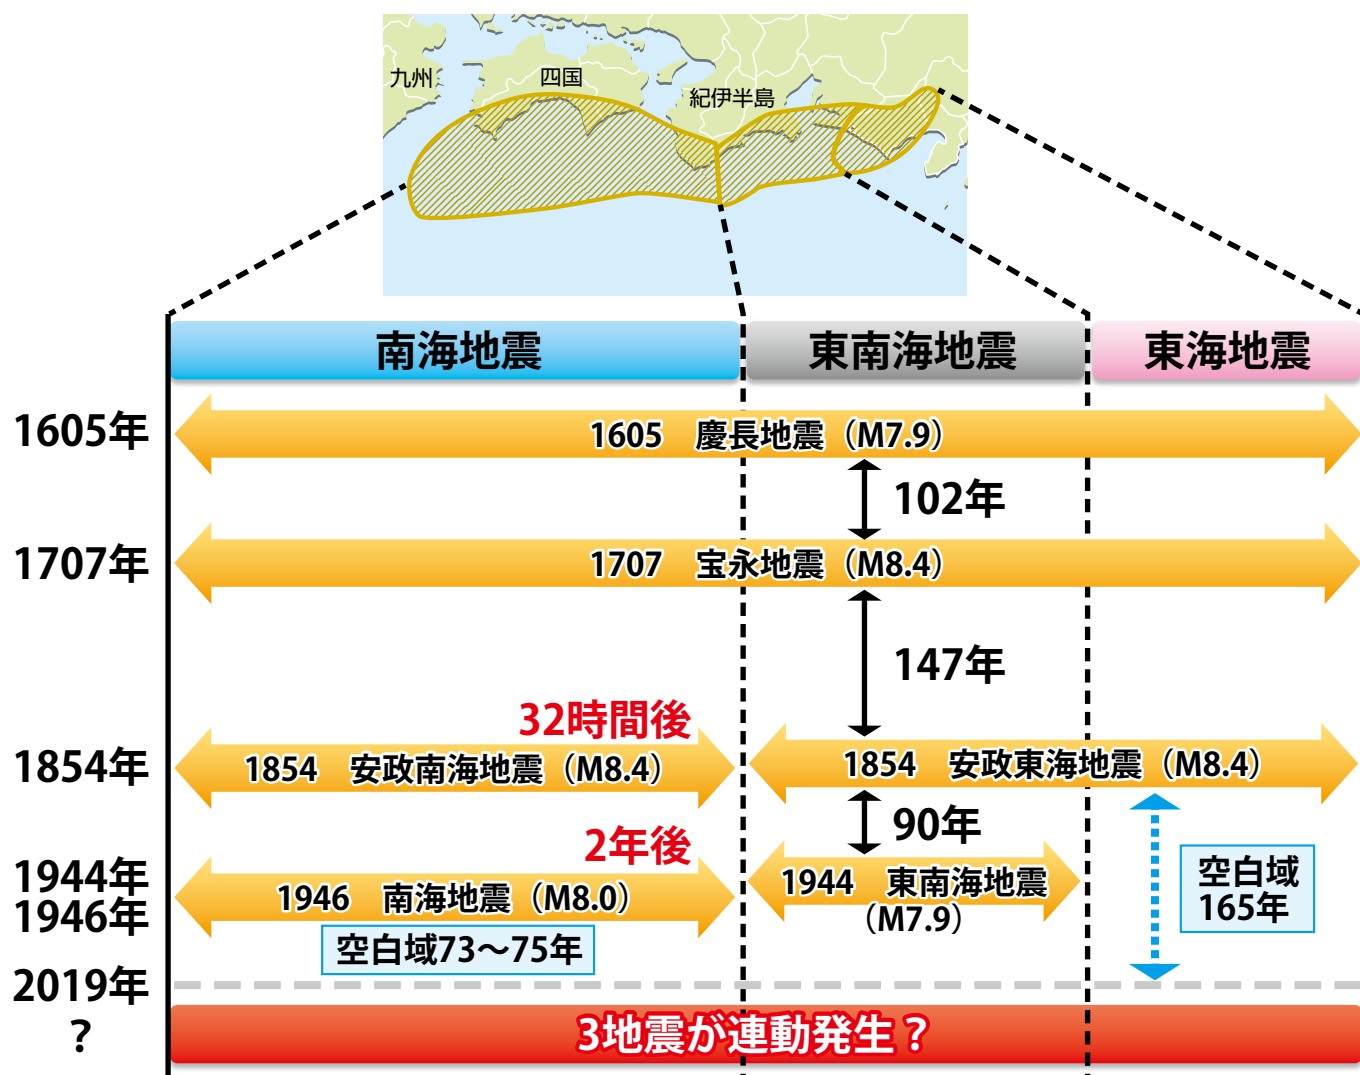 九州
四国
紀伊半島
南海地震
東南海地震
東海地震
1605年
1605　慶長地震（M7.9）
102年
1707年
1707　宝永地震（M8.4）
147年
32時間後
1854年
1854　安政南海地震（M8.4）
1854　安政東海地震（M8.4）
90年
2年後
1944年
1946年
1946　南海地震（M8.0）
1944　東南海地震
（M7.9）
空白域
165年
空白域73〜75年
2019年
？
3地震が連動発生？